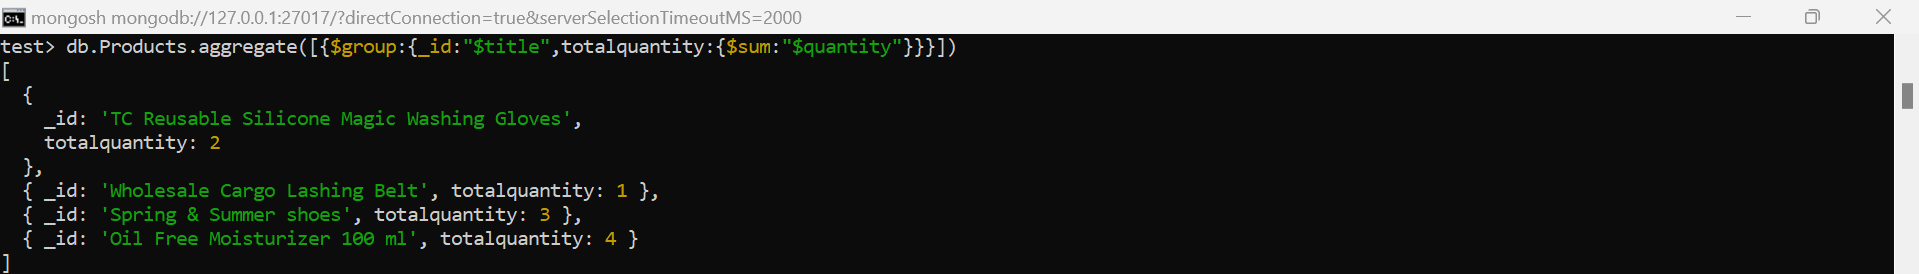 mongosh mongodb://127.0.0.1:27017/?directConnection=true&serverSelectionTimeoutMS=2000
test> db.Products.aggregate([{$group:{_id:"$title",totalquantity:{$sum:"$quantity"}}}])
[
  {
    _id: 'TC Reusable Silicone Magic Washing Gloves',
    totalquantity: 2
  },
  { _id: 'Wholesale Cargo Lashing Belt', totalquantity: 1 },
  { _id: 'Spring & Summer shoes', totalquantity: 3 },
  { _id: 'Oil Free Moisturizer 100 ml', totalquantity: 4 }
]